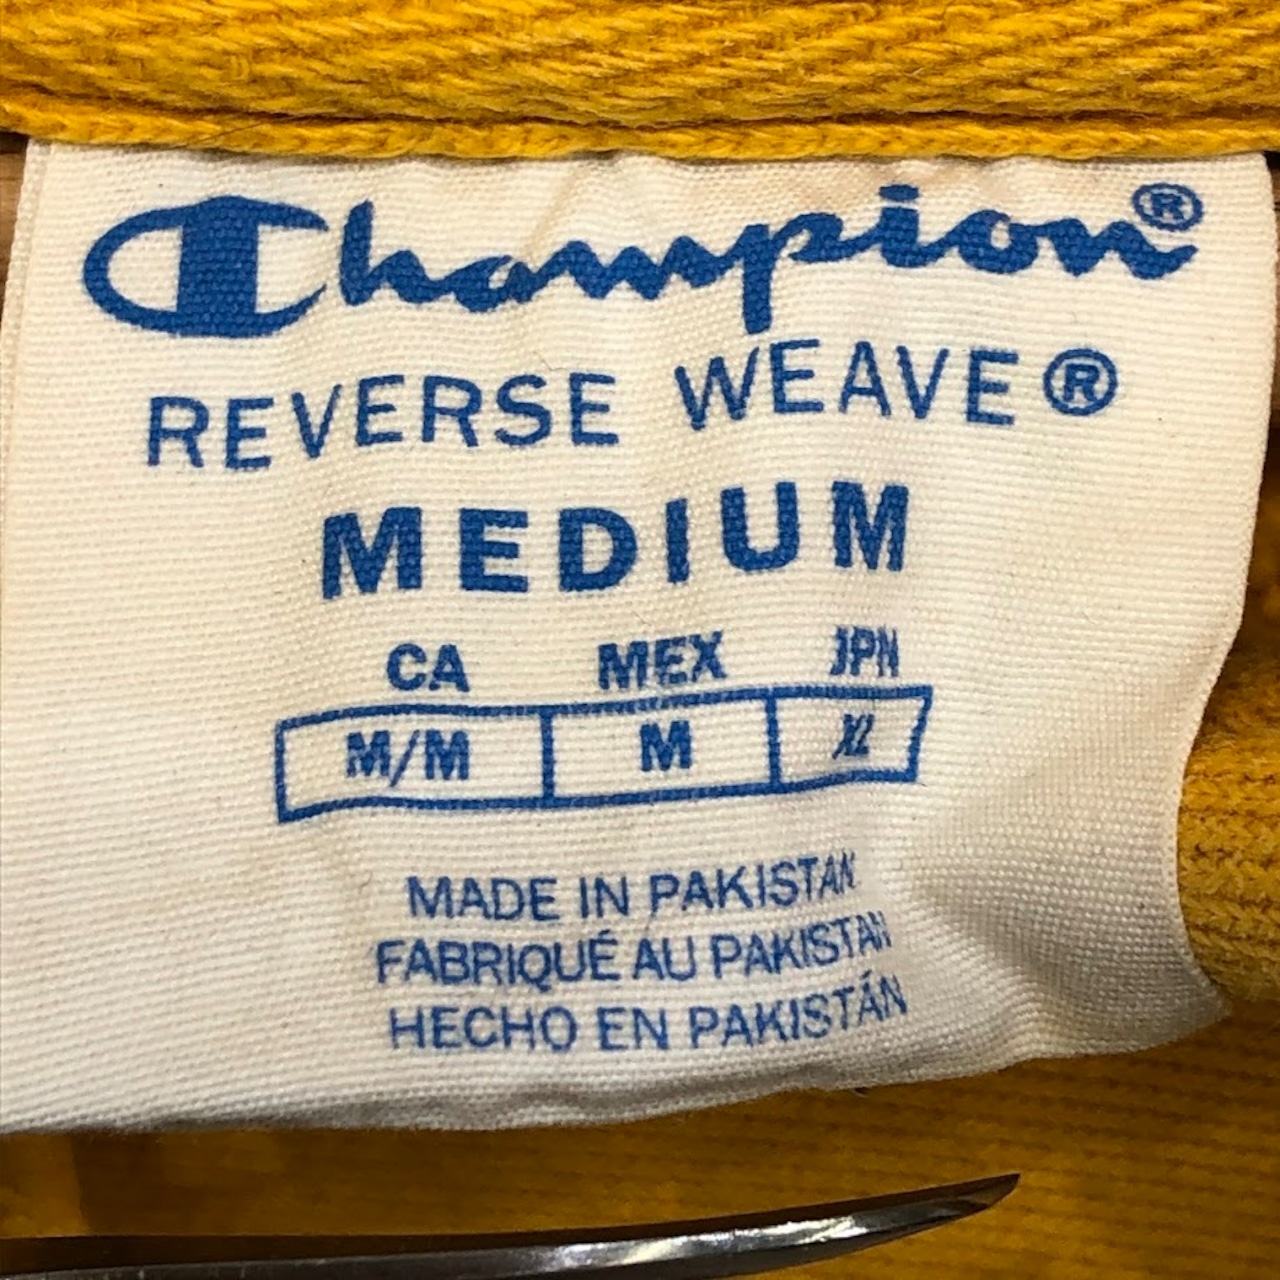 Champion®
REVERSE WEAVE®
MEDIUM
CA MEX JPN
M/M M XL
MADE IN PAKISTAN
FABRIQUÉ AU PAKISTAN
HECHO EN PAKISTÁN